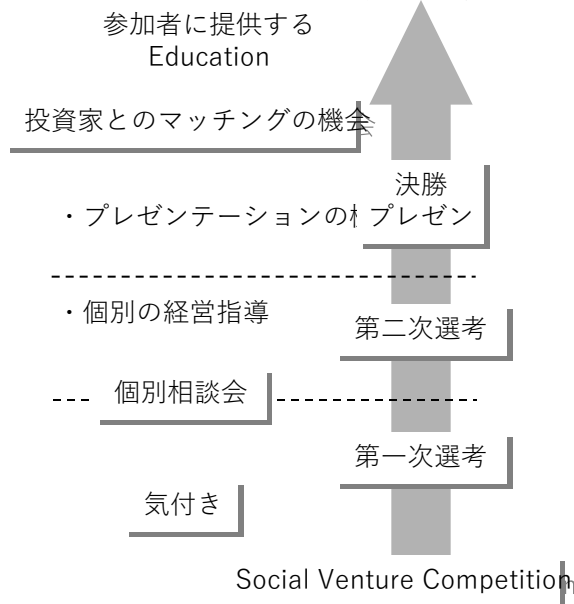 参加者に提供する
Education
投資家とのマッチングの機会
決勝
プレゼン
・プレゼンテーションの
・個別の経営指導
第二次選考
個別相談会
第一次選考
気付き
Social Venture Competition